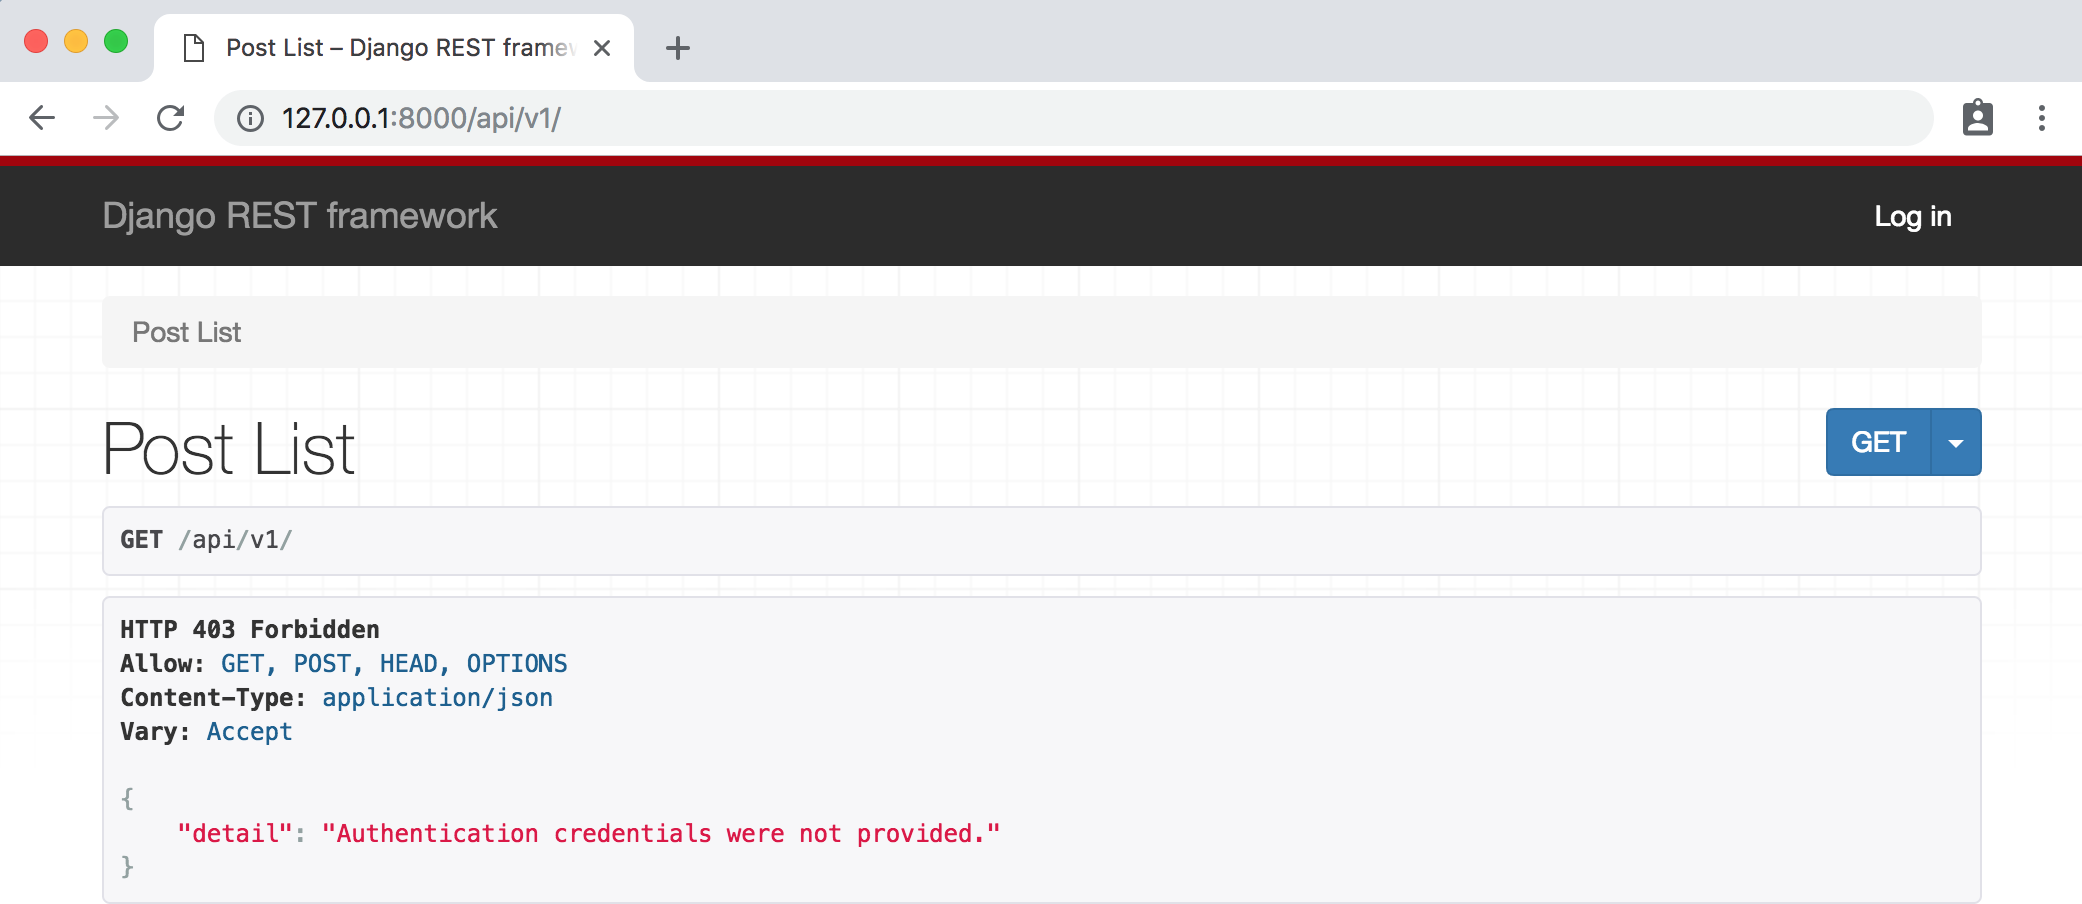 Post List – Django REST framew
127.0.0.1:8000/api/v1/
Django REST framework
Log in
Post List
Post List
GET
GET /api/v1/
HTTP 403 Forbidden
Allow: GET, POST, HEAD, OPTIONS
Content-Type: application/json
Vary: Accept
{
"detail": "Authentication credentials were not provided."
}